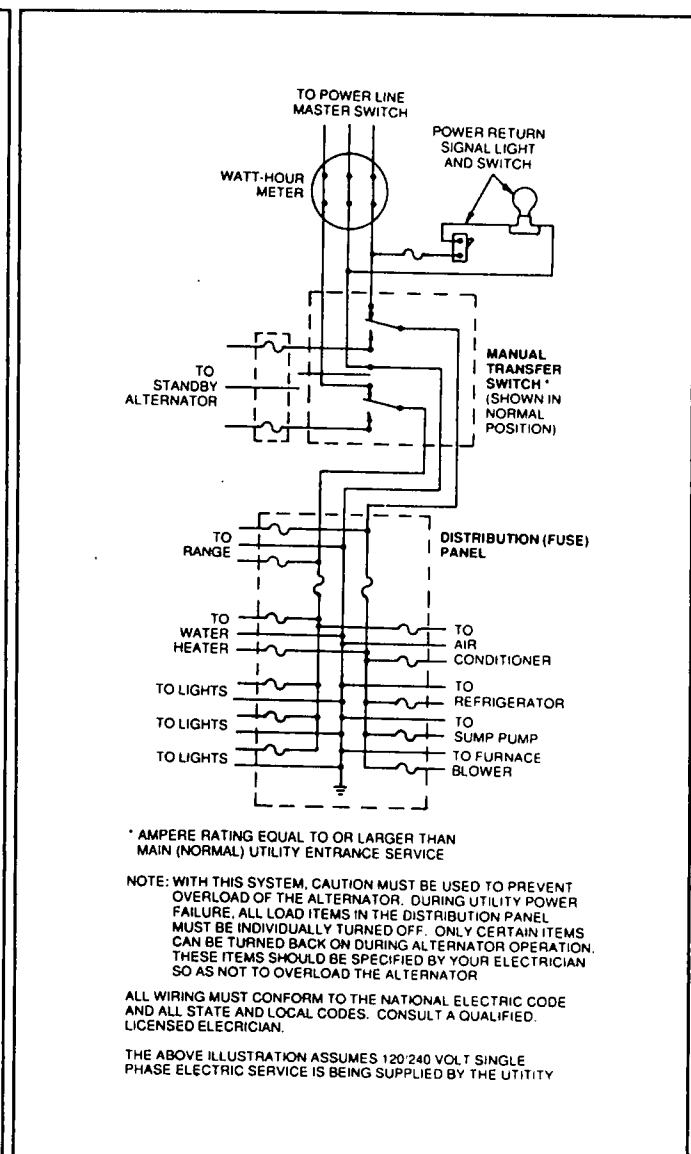 TO POWER LINE
MASTER SWITCH
POWER RETURN
SIGNAL LIGHT
AND SWITCH
WATT-HOUR
METER
MANUAL
TRANSFER
SWITCH *
(SHOWN IN
NORMAL
POSITION)
TO
STANDBY
ALTERNATOR
DISTRIBUTION (FUSE)
PANEL
TO
RANGE
TO
WATER
HEATER
TO
AIR
CONDITIONER
TO LIGHTS
TO
REFRIGERATOR
TO LIGHTS
TO
SUMP PUMP
TO LIGHTS
TO FURNACE
BLOWER
* AMPERE RATING EQUAL TO OR LARGER THAN
MAIN (NORMAL) UTILITY ENTRANCE SERVICE
NOTE: WITH THIS SYSTEM, CAUTION MUST BE USED TO PREVENT
OVERLOAD OF THE ALTERNATOR. DURING UTILITY POWER
FAILURE, ALL LOAD ITEMS IN THE DISTRIBUTION PANEL
MUST BE INDIVIDUALLY TURNED OFF. ONLY CERTAIN ITEMS
CAN BE TURNED BACK ON DURING ALTERNATOR OPERATION.
THESE ITEMS SHOULD BE SPECIFIED BY YOUR ELECTRICIAN
SO AS NOT TO OVERLOAD THE ALTERNATOR
ALL WIRING MUST CONFORM TO THE NATIONAL ELECTRIC CODE
AND ALL STATE AND LOCAL CODES. CONSULT A QUALIFIED.
LICENSED ELECRICIAN.
THE ABOVE ILLUSTRATION ASSUMES 120'240 VOLT SINGLE
PHASE ELECTRIC SERVICE IS BEING SUPPLIED BY THE UTITITY